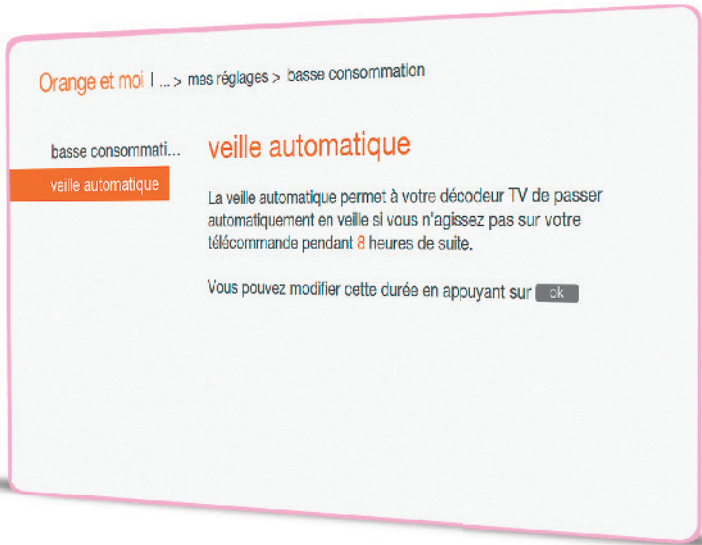 Orange et moi | ... > mes réglages > basse consommation
basse consommati...
veille automatique
veille automatique
La veille automatique permet à votre décodeur TV de passer
automatiquement en veille si vous n'agissez pas sur votre
télécommande pendant 8 heures de suite.
Vous pouvez modifier cette durée en appuyant sur ok